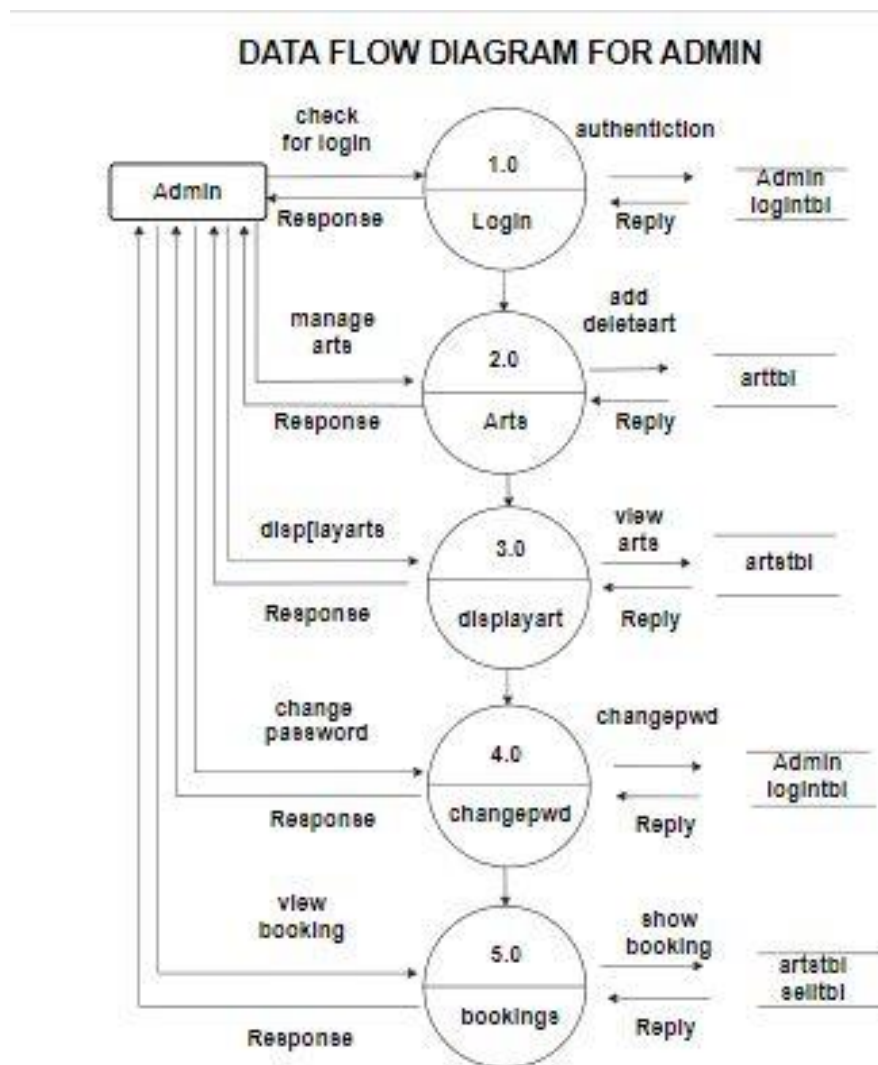 DATA FLOW DIAGRAM FOR ADMIN
check
for login
authentiction
1.0
Admin
Admin
logintbl
Response
Login
Reply
manage
arts
add
deleteart
2.0
arttbl
Response
Arts
Reply
disp[layarts
view
arts
3.0
artstbl
Response
displayart
Reply
change
password
changepwd
4.0
Admin
logintbl
Response
changepwd
Reply
view
booking
show
booking
5.0
artstbl
selltbl
bookings
Response
Reply